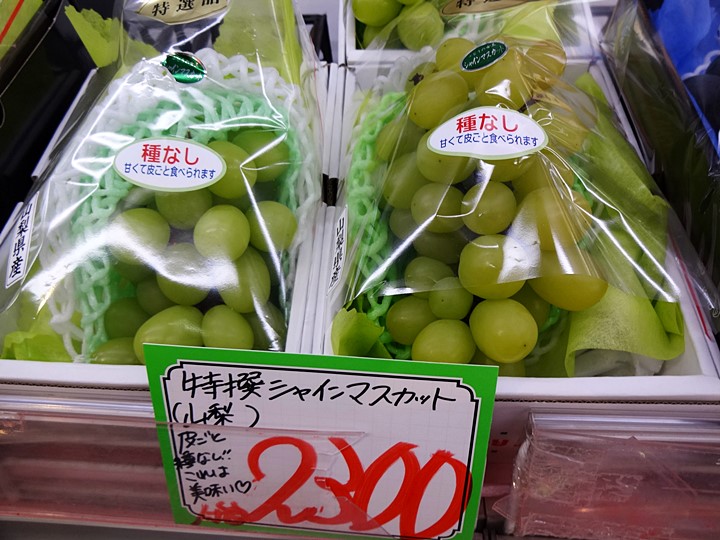 特選品
特選
シャインマスカット
種なし
甘くて皮ごと食べられます
種なし
甘くて皮ごと食べられます
山梨県産
山梨県産
特撰シャインマスカット
(山梨)
皮ごと
種なし!!
これは
美味い♡
2300